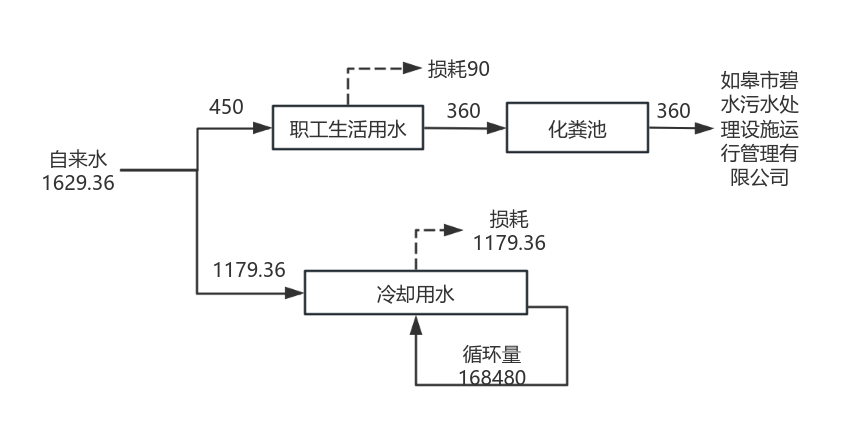 损耗90
450
职工生活用水
360
化粪池
360
如皋市碧
水污水处
理设施运
行管理有
限公司
自来水
1629.36
损耗
1179.36
1179.36
冷却用水
循环量
168480